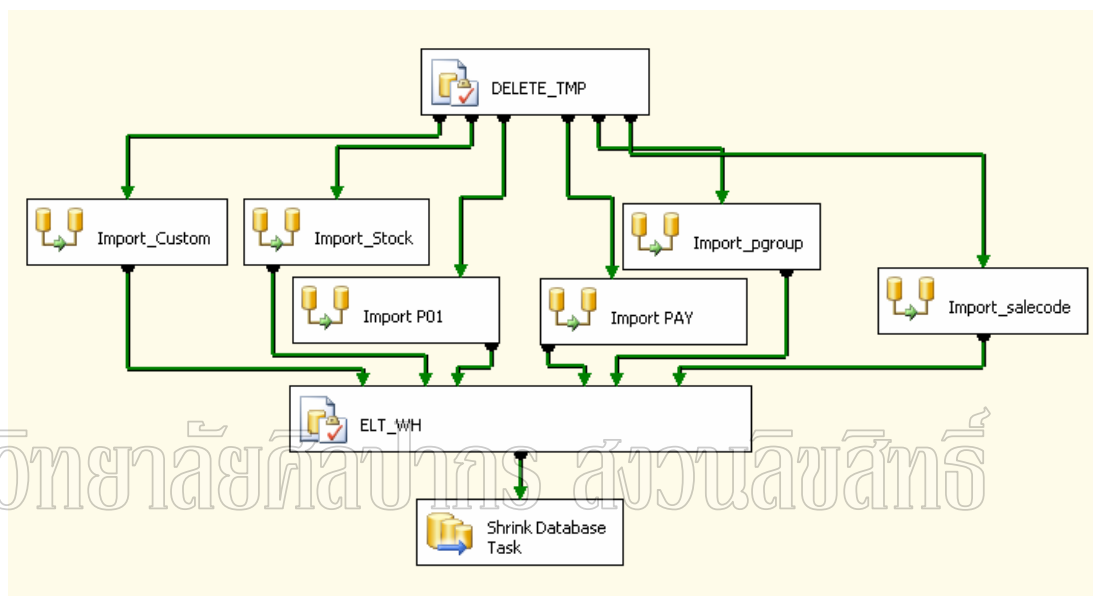 DELETE_TMP
Import_Custom
Import_Stock
Import_pgroup
Import P01
Import PAY
Import_salecode
ELT_WH
วิทยาลัยศิลปากร สงวนลิขสิทธิ์
Shrink Database
Task